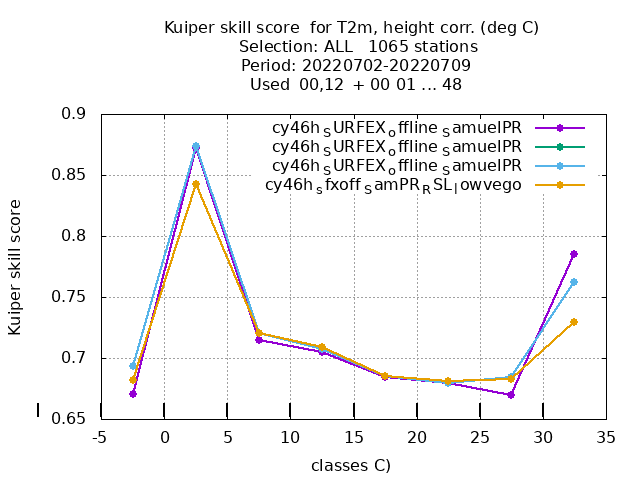 Kuiper skill score  for T2m, height corr. (deg C)
Selection: ALL   1065 stations
Period: 20220702-20220709
Used  00,12  + 00 01 ... 48
cy46h_SURFEX_offline_SamuelPR
cy46h_SURFEX_offline_SamuelPR
cy46h_SURFEX_offline_SamuelPR
cy46h_sfxoff_SamPR_RSL_lowvego
0.9
0.85
0.8
0.75
0.7
0.65
Kuiper skill score
-5 0 5 10 15 20 25 30 35
classes C)